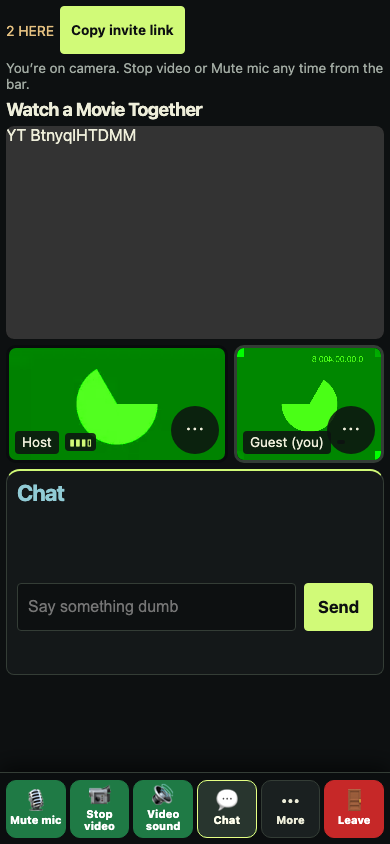 2 HERE
Copy invite link
You're on camera. Stop video or Mute mic any time from the
bar.
Watch a Movie Together
YT BtnyqlHTDMM
Host
Guest (you)
Chat
Say something dumb
Send
Mute mic
Stop
video
Video
sound
Chat
More
Leave